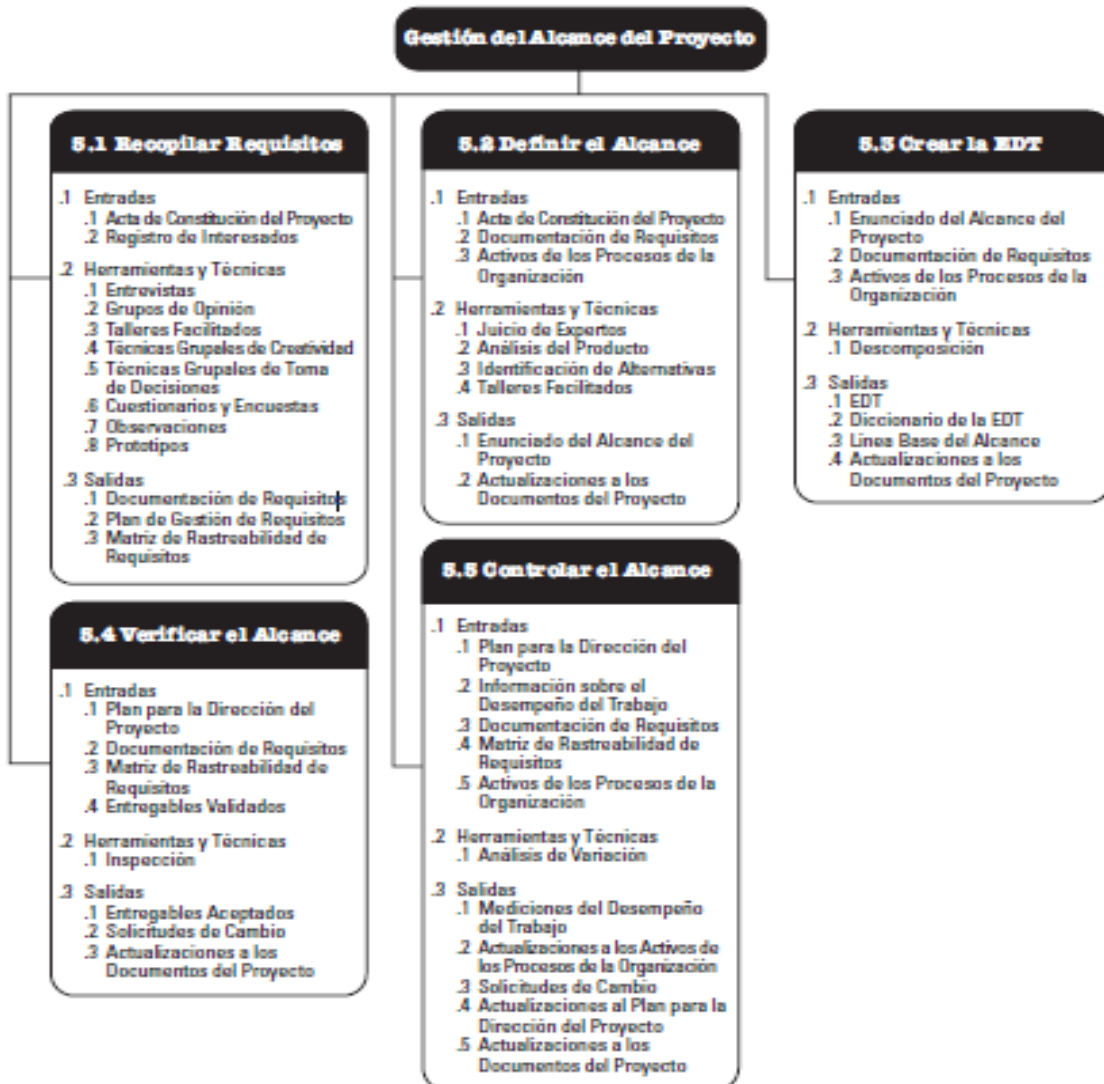 Gestión del Alcance del Proyecto
5.1 Recopilar Requisitos
.1 Entradas
.1 Acta de Constitución del Proyecto
.2 Registro de Interesados
.2 Herramientas y Técnicas
.1 Entrevistas
.2 Grupos de Opinión
.3 Talleres Facilitados
.4 Técnicas Grupales de Creatividad
.5 Técnicas Grupales de Toma
de Decisiones
.6 Cuestionarios y Encuestas
.7 Observaciones
.8 Prototipos
.3 Salidas
.1 Documentación de Requisitos
.2 Plan de Gestión de Requisitos
.3 Matriz de Rastreabilidad de
Requisitos
5.2 Definir el Alcance
.1 Entradas
.1 Acta de Constitución del Proyecto
.2 Documentación de Requisitos
.3 Activos de los Procesos de la
Organización
.2 Herramientas y Técnicas
.1 Juicio de Expertos
.2 Análisis del Producto
.3 Identificación de Alternativas
.4 Talleres Facilitados
.3 Salidas
.1 Enunciado del Alcance del
Proyecto
.2 Actualizaciones a los
Documentos del Proyecto
5.3 Crear la EDT
.1 Entradas
.1 Enunciado del Alcance del
Proyecto
.2 Documentación de Requisitos
.3 Activos de los Procesos de la
Organización
.2 Herramientas y Técnicas
.1 Descomposición
.3 Salidas
.1 EDT
.2 Diccionario de la EDT
.3 Línea Base del Alcance
.4 Actualizaciones a los
Documentos del Proyecto
5.4 Verificar el Alcance
.1 Entradas
.1 Plan para la Dirección del
Proyecto
.2 Documentación de Requisitos
.3 Matriz de Rastreabilidad de
Requisitos
.4 Entregables Validados
.2 Herramientas y Técnicas
.1 Inspección
.3 Salidas
.1 Entregables Aceptados
.2 Solicitudes de Cambio
.3 Actualizaciones a los
Documentos del Proyecto
5.5 Controlar el Alcance
.1 Entradas
.1 Plan para la Dirección del
Proyecto
.2 Información sobre el
Desempeño del Trabajo
.3 Documentación de Requisitos
.4 Matriz de Rastreabilidad de
Requisitos
.5 Activos de los Procesos de la
Organización
.2 Herramientas y Técnicas
.1 Análisis de Variación
.3 Salidas
.1 Mediciones del Desempeño
del Trabajo
.2 Actualizaciones a los Activos de
los Procesos de la Organización
.3 Solicitudes de Cambio
.4 Actualizaciones al Plan para la
Dirección del Proyecto
.5 Actualizaciones a los
Documentos del Proyecto